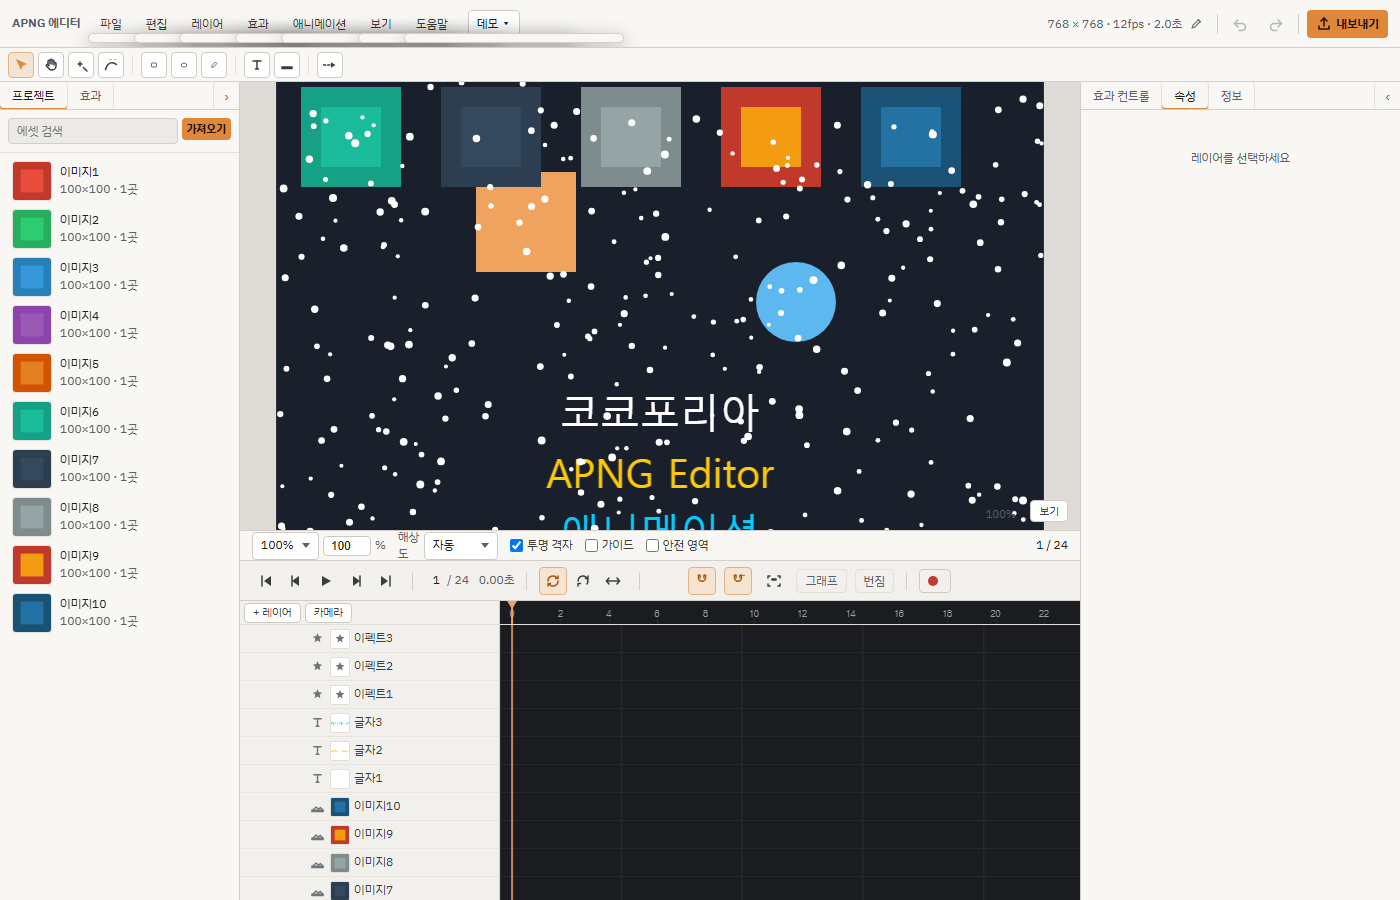 APNG 에디터
파일 편집 레이어 효과 애니메이션 보기 도움말 데모
768 × 768 · 12fps · 2.0초
내보내기
T
프로젝트 효과
에셋 검색
가져오기
이미지1
100×100 · 1곳
이미지2
100×100 · 1곳
이미지3
100×100 · 1곳
이미지4
100×100 · 1곳
이미지5
100×100 · 1곳
이미지6
100×100 · 1곳
이미지7
100×100 · 1곳
이미지8
100×100 · 1곳
이미지9
100×100 · 1곳
이미지10
100×100 · 1곳
코코포리아
APNG Editor
애니메이션
100%
보기
100% 100 % 해상도 자동 투명 격자 가이드 안전 영역 1 / 24
1 / 24 0.00초 그래프 번짐
+ 레이어 카메라
0 2 4 6 8 10 12 14 16 18 20 22
이펙트3
이펙트2
이펙트1
T 글자3
T 글자2
T 글자1
이미지10
이미지9
이미지8
이미지7
효과 컨트롤 속성 정보
레이어를 선택하세요